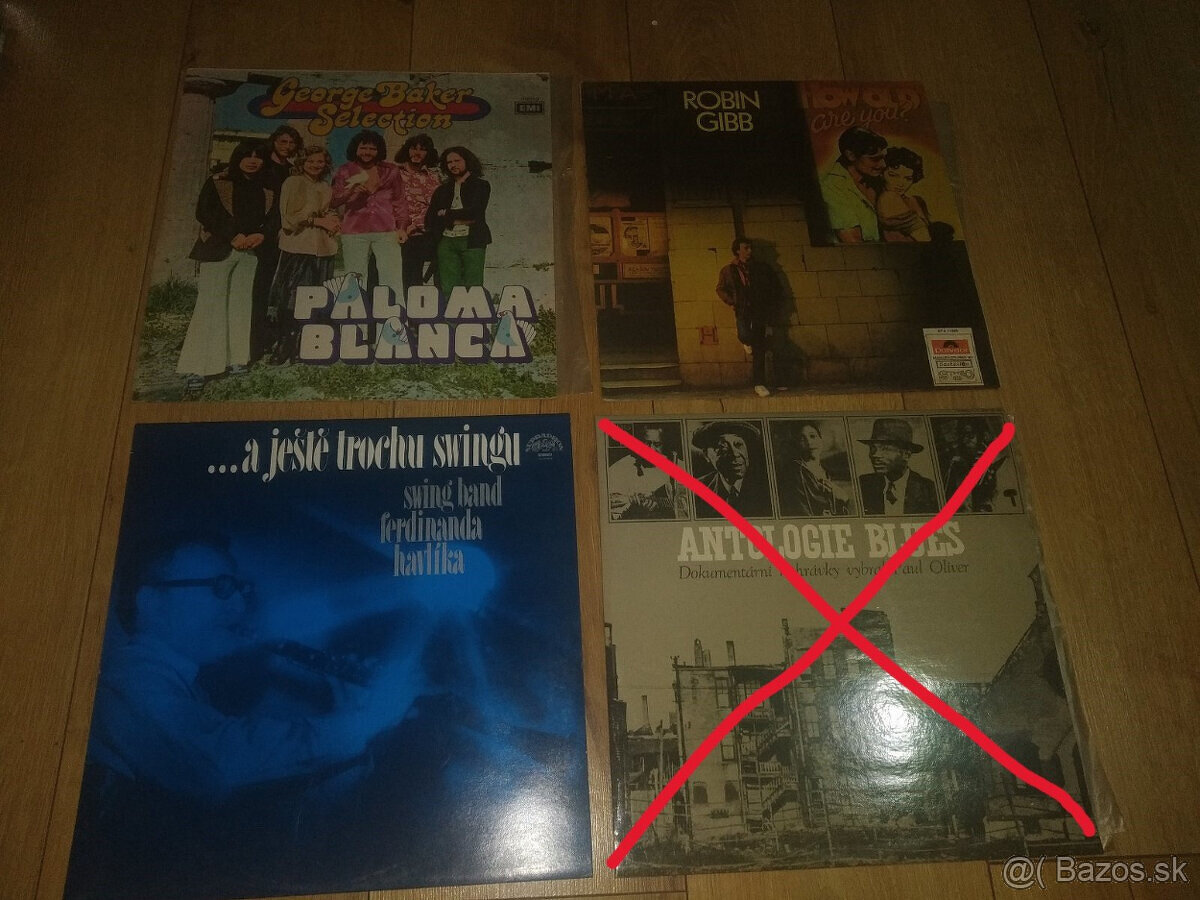 George Baker
Selection
EMI
PALOMA
BLANCA
ROBIN
GIBB
HOW OLD
are you?
Polydor
...a ještě trochu swingu
swing band
ferdinanda
havlíka
ANTOLOGIE BLUES
Dokumentární nahrávky vybral Paul Oliver
@( Bazos.sk